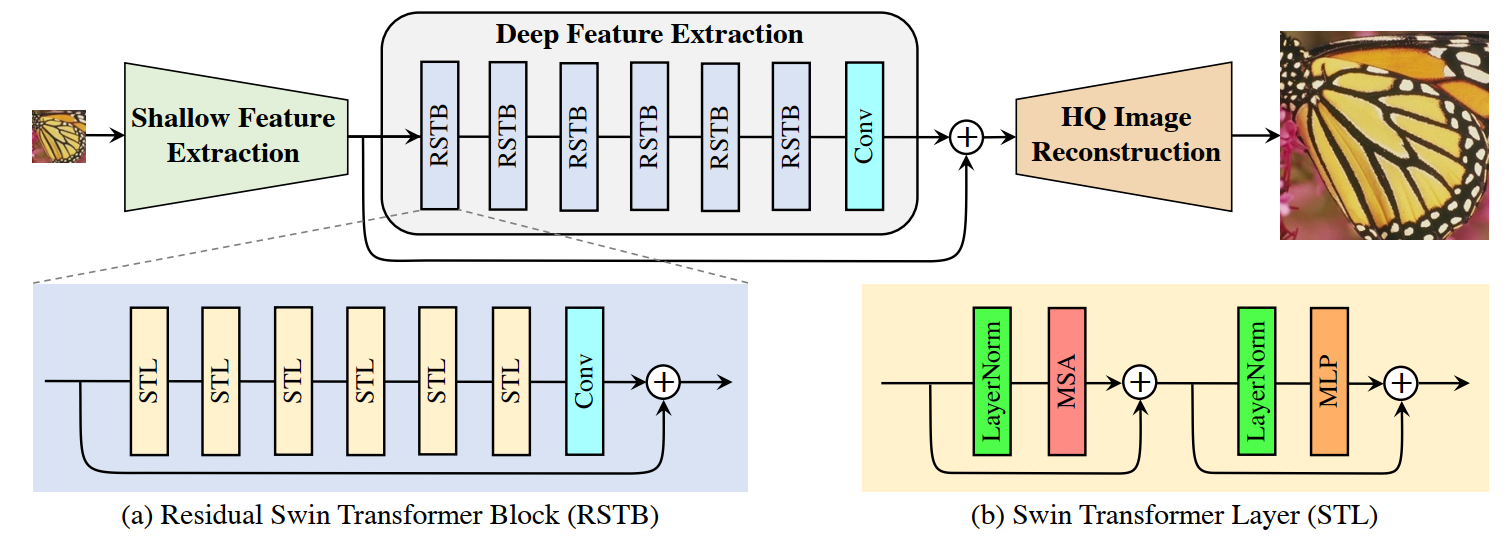 Deep Feature Extraction
Shallow Feature
Extraction
RSTB
RSTB
RSTB
RSTB
RSTB
RSTB
Conv
+
HQ Image
Reconstruction
STL
STL
STL
STL
STL
STL
Conv
+
(a) Residual Swin Transformer Block (RSTB)
LayerNorm
MSA
+
LayerNorm
MLP
+
(b) Swin Transformer Layer (STL)